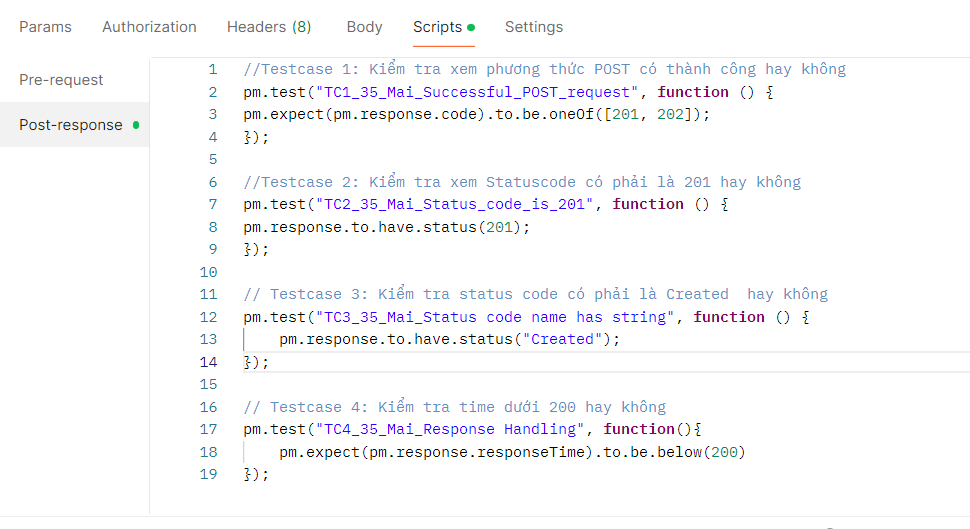 Params Authorization Headers (8) Body Scripts Settings
Pre-request
Post-response
1 //Testcase 1: Kiểm tra xem phương thức POST có thành công hay không
2 pm.test("TC1_35_Mai_Successful_POST_request", function () {
3 pm.expect(pm.response.code).to.be.oneOf([201, 202]);
4 });
5
6 //Testcase 2: Kiểm tra xem Statuscode có phải là 201 hay không
7 pm.test("TC2_35_Mai_Status_code_is_201", function () {
8 pm.response.to.have.status(201);
9 });
10
11 // Testcase 3: Kiểm tra status code có phải là Created  hay không
12 pm.test("TC3_35_Mai_Status code name has string", function () {
13     pm.response.to.have.status("Created");
14 });
15
16 // Testcase 4: Kiểm tra time dưới 200 hay không
17 pm.test("TC4_35_Mai_Response Handling", function(){
18     pm.expect(pm.response.responseTime).to.be.below(200)
19 });